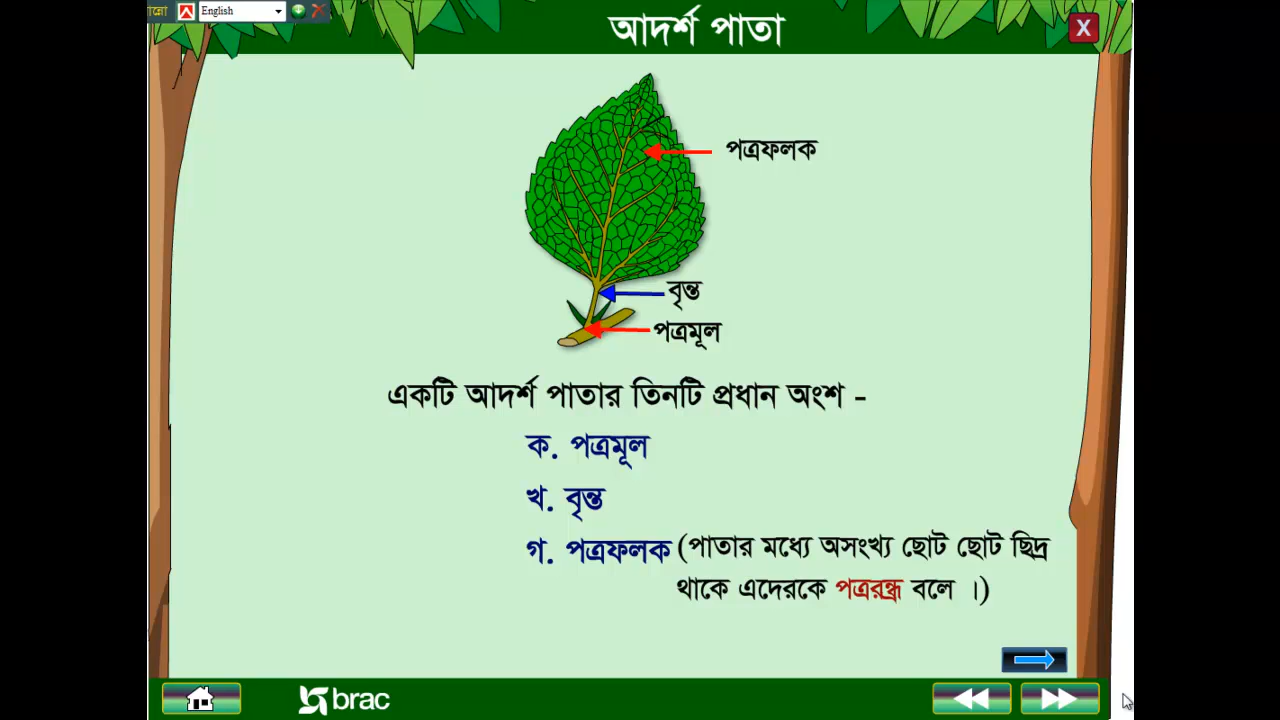 English
আদর্শ পাতা
X
পত্রফলক
বৃন্ত
পত্রমূল
একটি আদর্শ পাতার তিনটি প্রধান অংশ -
ক. পত্রমূল
খ. বৃন্ত
গ. পত্রফলক (পাতার মধ্যে অসংখ্য ছোট ছোট ছিদ্র
থাকে এদেরকে পত্ররন্ধ্র বলে ।)
brac